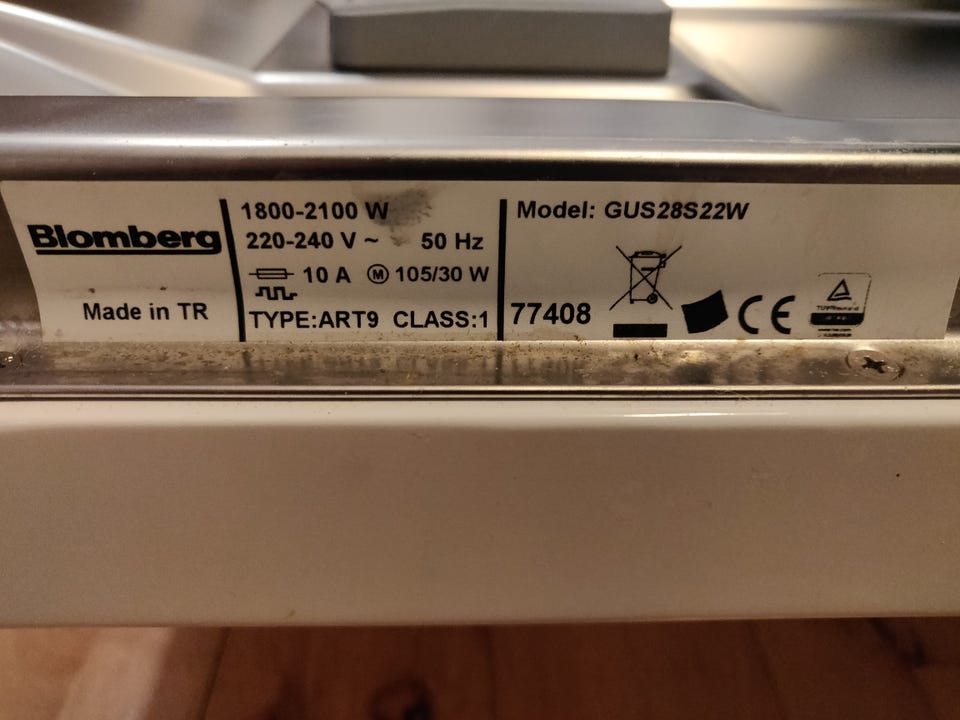 Blomberg
Made in TR
1800-2100 W
220-240 V ~ 50 Hz
10 A M 105/30 W
TYPE:ART9 CLASS:1
Model: GUS28S22W
77408
CE